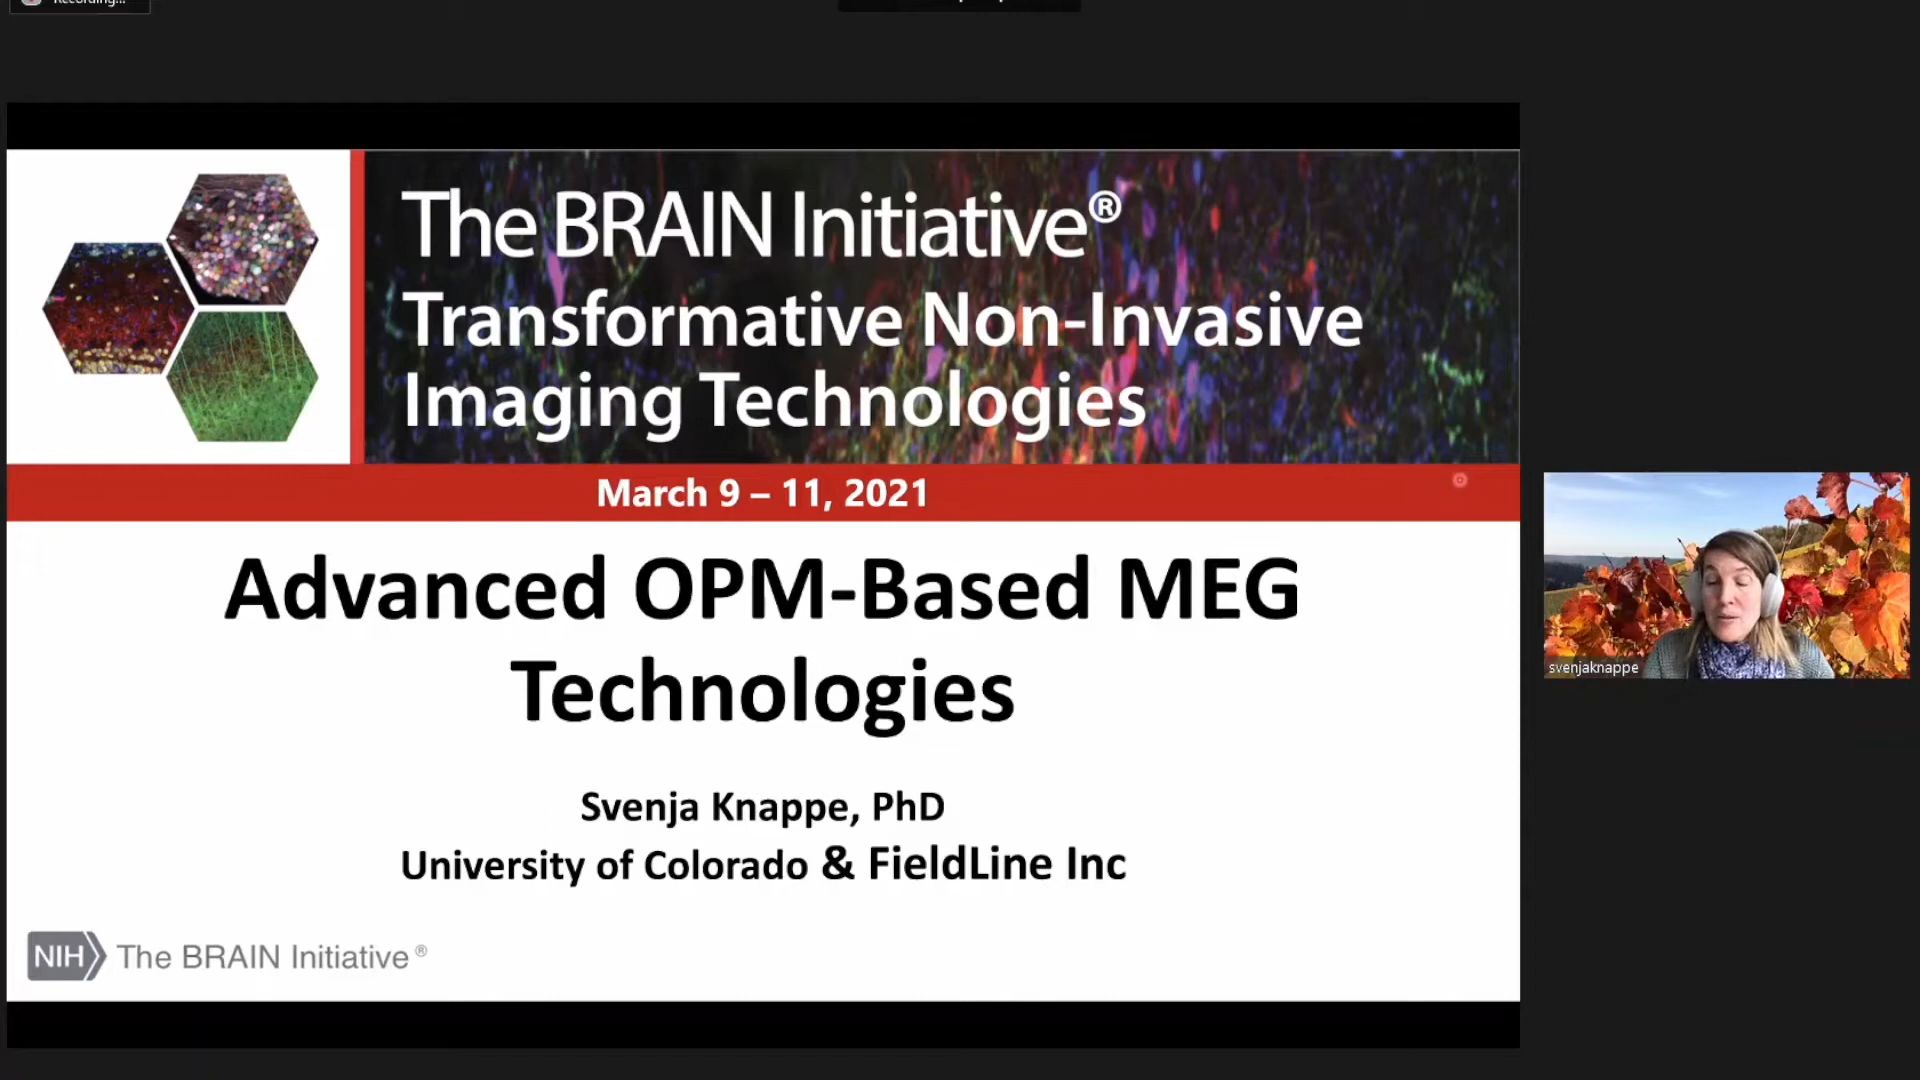 Recording...
The BRAIN Initiative®
Transformative Non-Invasive
Imaging Technologies
March 9 – 11, 2021
Advanced OPM-Based MEG
Technologies
Svenja Knappe, PhD
University of Colorado & FieldLine Inc
NIH The BRAIN Initiative®
svenjaknappe